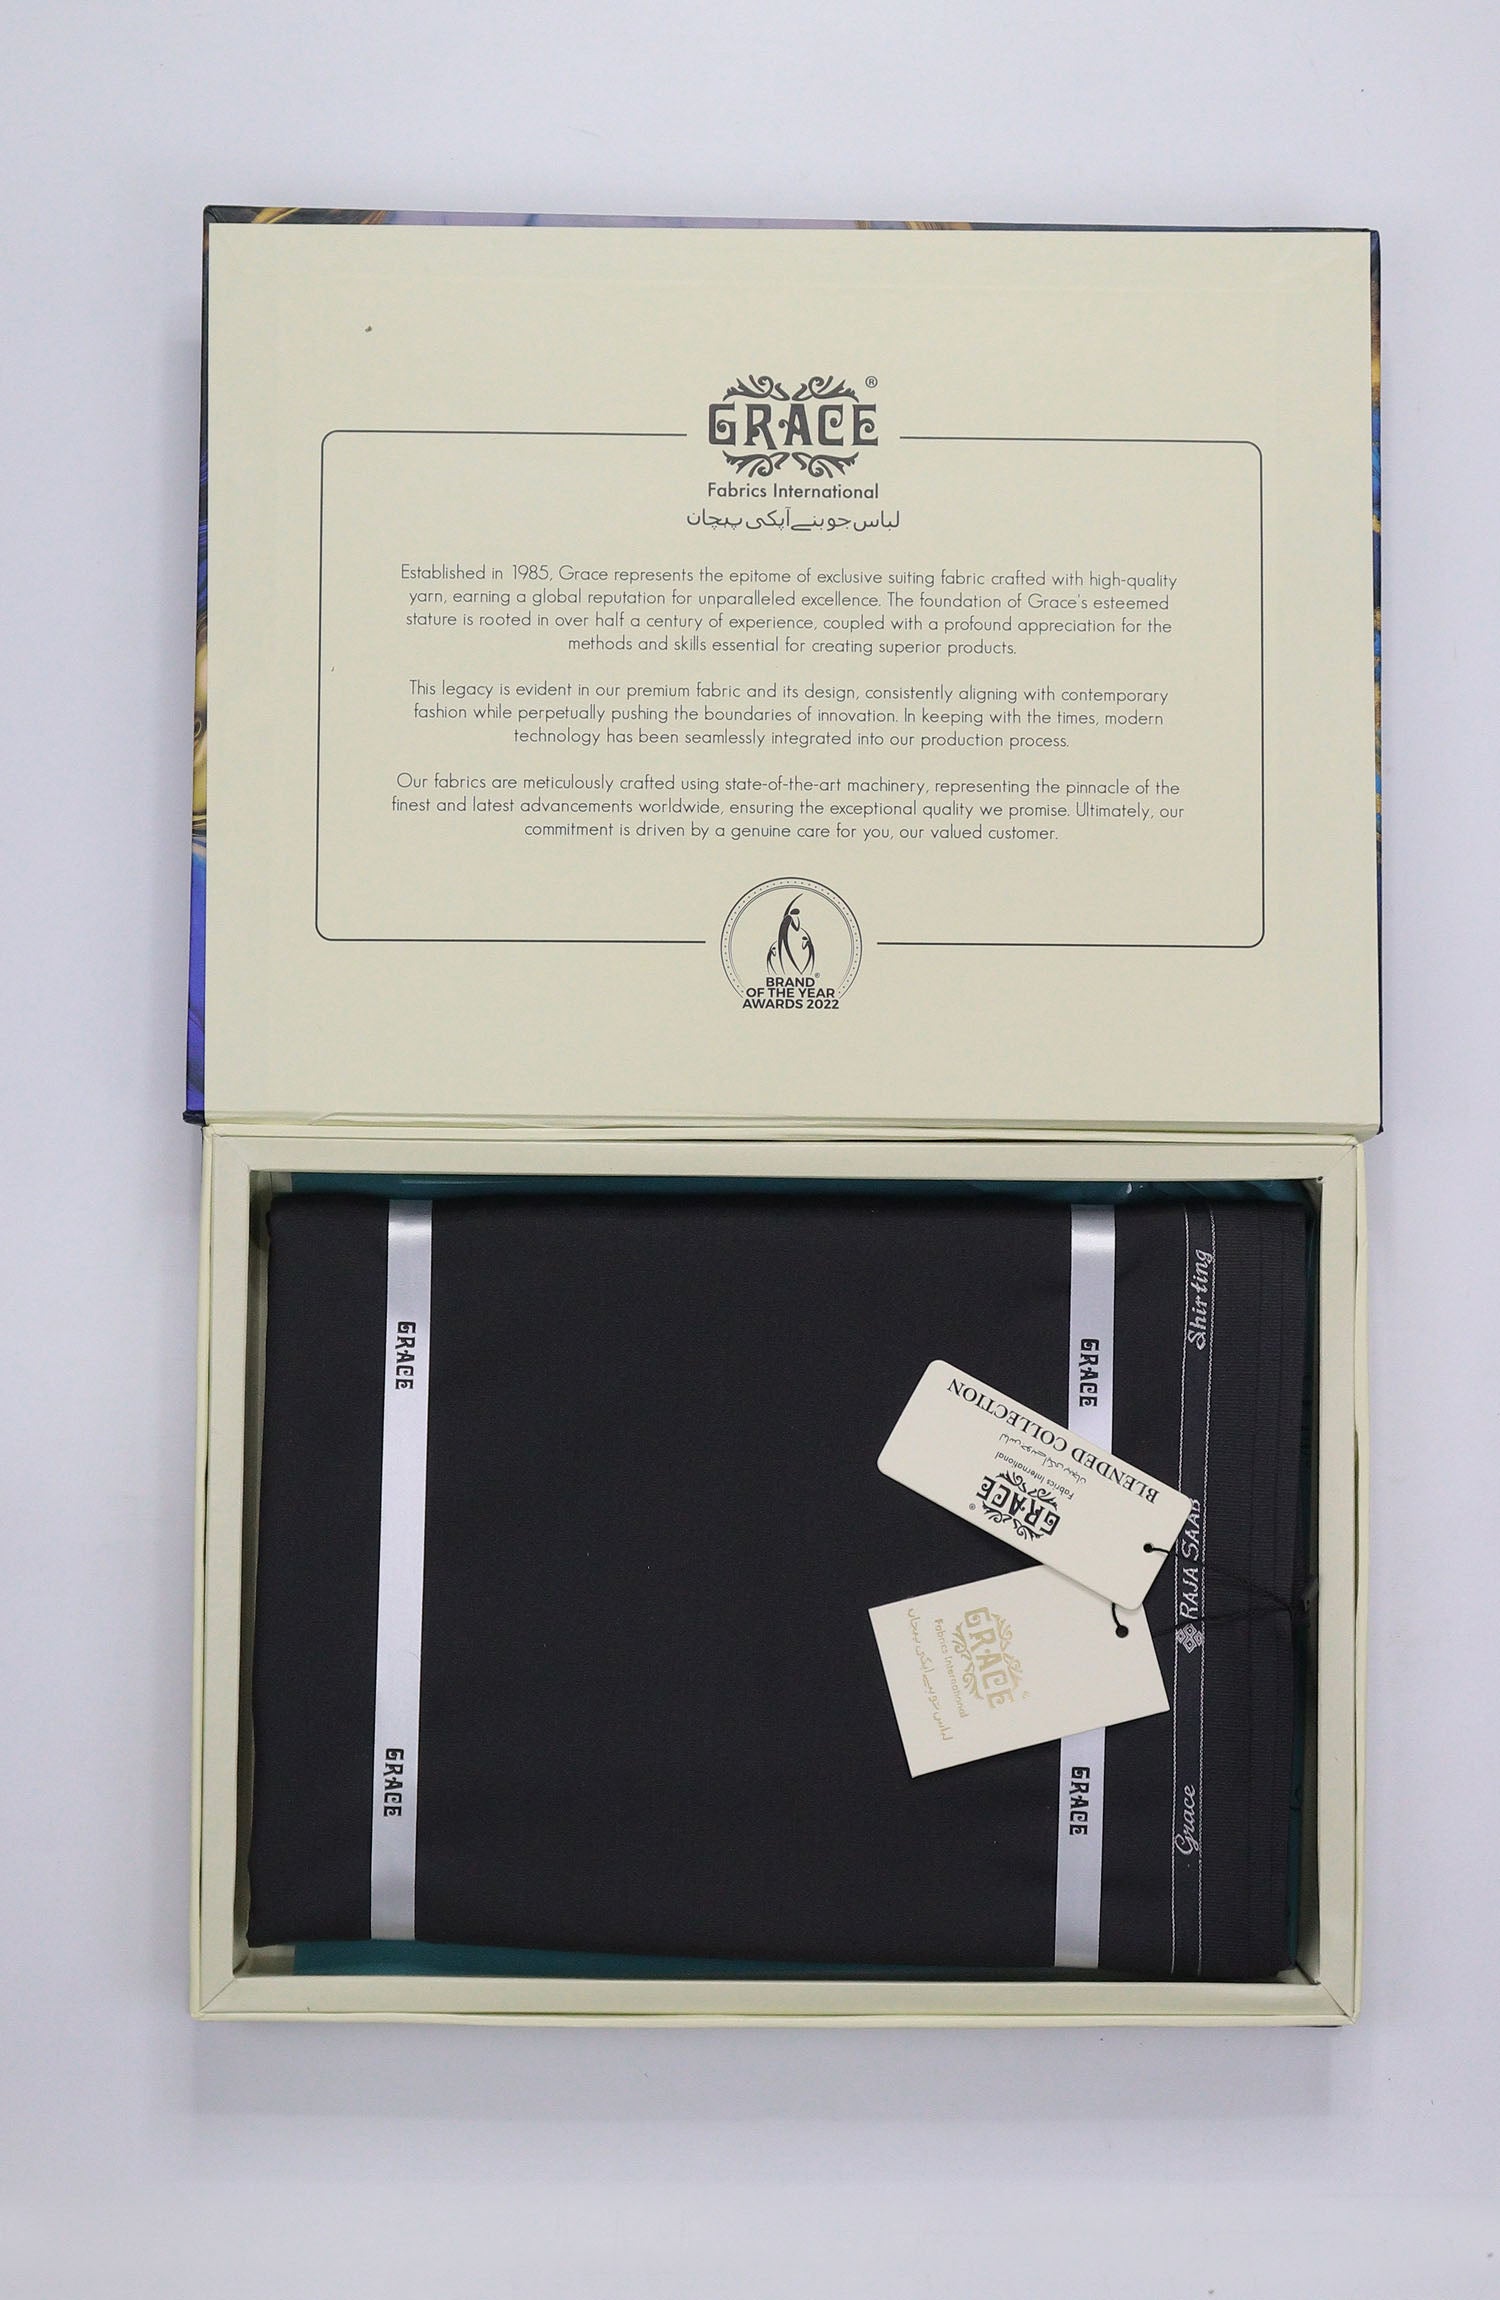 GRACE®
Fabrics International
لباس جو بنے آپکی پہچان
Established in 1985, Grace represents the epitome of exclusive suiting fabric crafted with high-quality
yarn, earning a global reputation for unparalleled excellence. The foundation of Grace's esteemed
stature is rooted in over half a century of experience, coupled with a profound appreciation for the
methods and skills essential for creating superior products.
This legacy is evident in our premium fabric and its design, consistently aligning with contemporary
fashion while perpetually pushing the boundaries of innovation. In keeping with the times, modern
technology has been seamlessly integrated into our production process.
Our fabrics are meticulously crafted using state-of-the-art machinery, representing the pinnacle of the
finest and latest advancements worldwide, ensuring the exceptional quality we promise. Ultimately, our
commitment is driven by a genuine care for you, our valued customer.
BRAND®
OF THE YEAR
AWARDS 2022
GRACE
GRACE
GRACE
GRACE
GRACE®
Fabrics International
لباس جو بنے آپکی پہچان
BLENDED COLLECTION
GRACE®
Fabrics International
لباس جو بنے آپکی پہچان
Shirting
RAJA SAAB
Grace